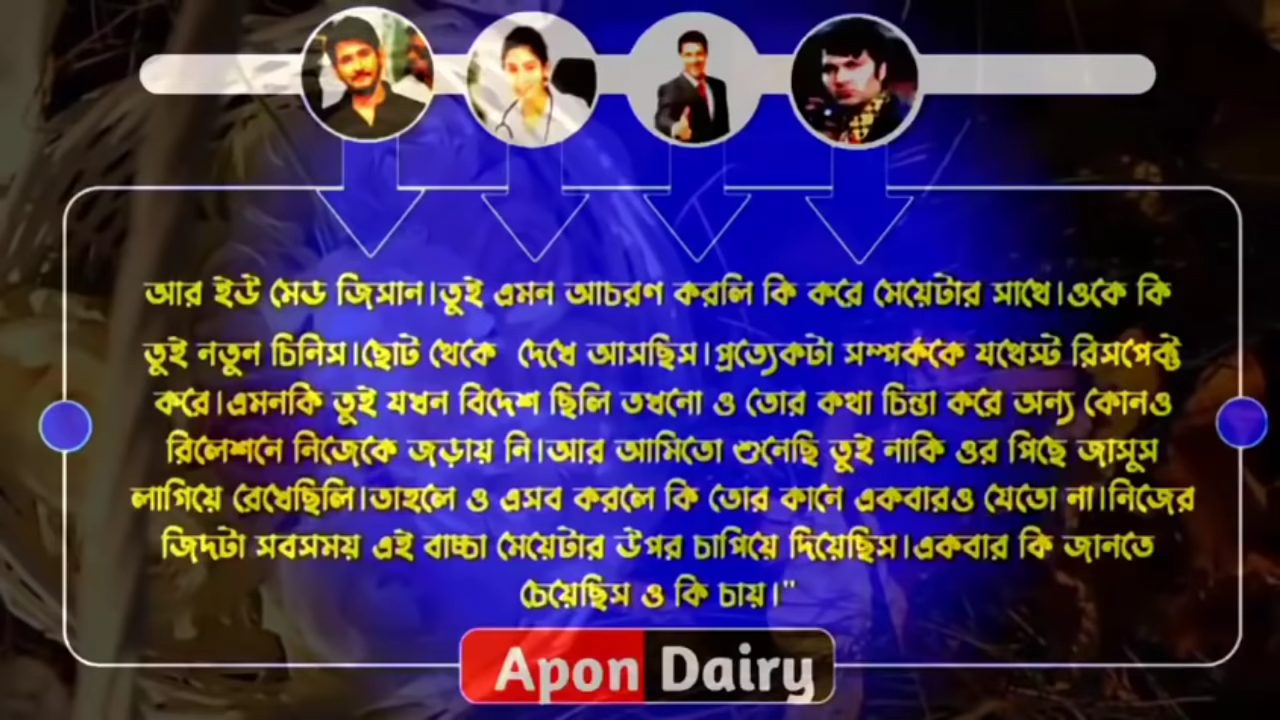 আর ইউ মেড জিসান।তুই এমন আচরণ করলি কি করে মেয়েটার সাথে।ওকে কি
তুই নতুন চিনিস।ছোট থেকে দেখে আসছিস।প্রত্যেকটা সম্পর্ককে যথেস্ট রিসপেক্ট
করে।এমনকি তুই যখন বিদেশ ছিলি তখনো ও তোর কথা চিন্তা করে অন্য কোনও
রিলেশনে নিজেকে জড়ায় নি।আর আমিতো শুনেছি তুই নাকি ওর পিছে জাসুস
লাগিয়ে রেখেছিলি।তাহলে ও এসব করলে কি তোর কানে একবারও যেতো না।নিজের
জিদটা সবসময় এই বাচ্চা মেয়েটার উপর চাপিয়ে দিয়েছিস।একবার কি জানতে
চেয়েছিস ও কি চায়।"
Apon Dairy